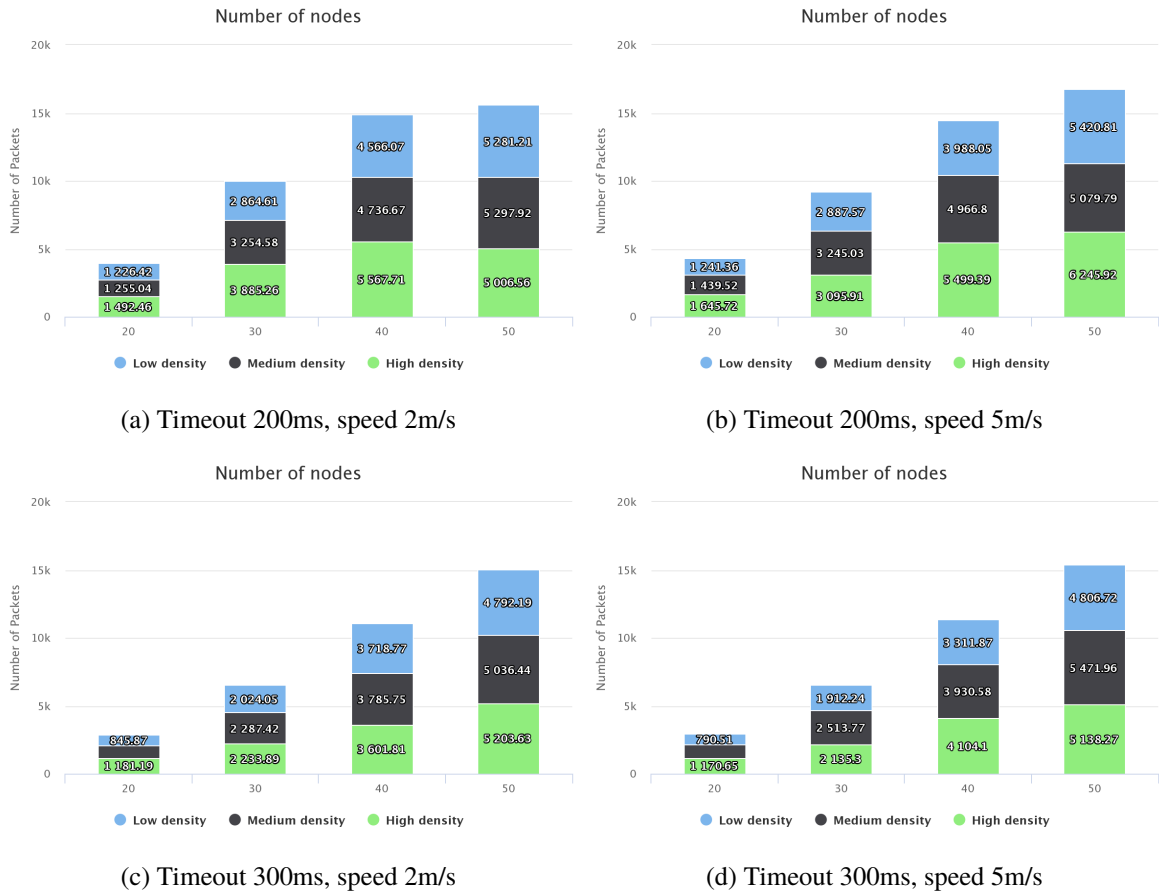 Number of nodes
Number of Packets
20k
15k
10k
5k
0
4 566.07
5 281.21
2 864.61
4 736.67
5 297.92
1 226.42
3 254.58
1 255.04
5 567.71
5 006.56
3 885.26
1 492.46
20 30 40 50
Low density Medium density High density
(a) Timeout 200ms, speed 2m/s
Number of nodes
Number of Packets
20k
15k
10k
5k
0
5 420.81
3 988.05
2 887.57
4 966.8
5 079.79
1 241.36
3 245.03
1 439.52
5 499.39
6 245.92
3 095.91
1 645.72
20 30 40 50
Low density Medium density High density
(b) Timeout 200ms, speed 5m/s
Number of nodes
Number of Packets
20k
15k
10k
5k
0
4 792.19
3 718.77
5 036.44
2 024.05
3 785.75
845.87
2 287.42
5 203.63
3 601.81
2 233.89
1 181.19
20 30 40 50
Low density Medium density High density
(c) Timeout 300ms, speed 2m/s
Number of nodes
Number of Packets
20k
15k
10k
5k
0
4 806.72
3 311.87
5 471.96
1 912.24
3 930.58
790.51
2 513.77
5 138.27
4 104.1
2 135.3
1 170.65
20 30 40 50
Low density Medium density High density
(d) Timeout 300ms, speed 5m/s